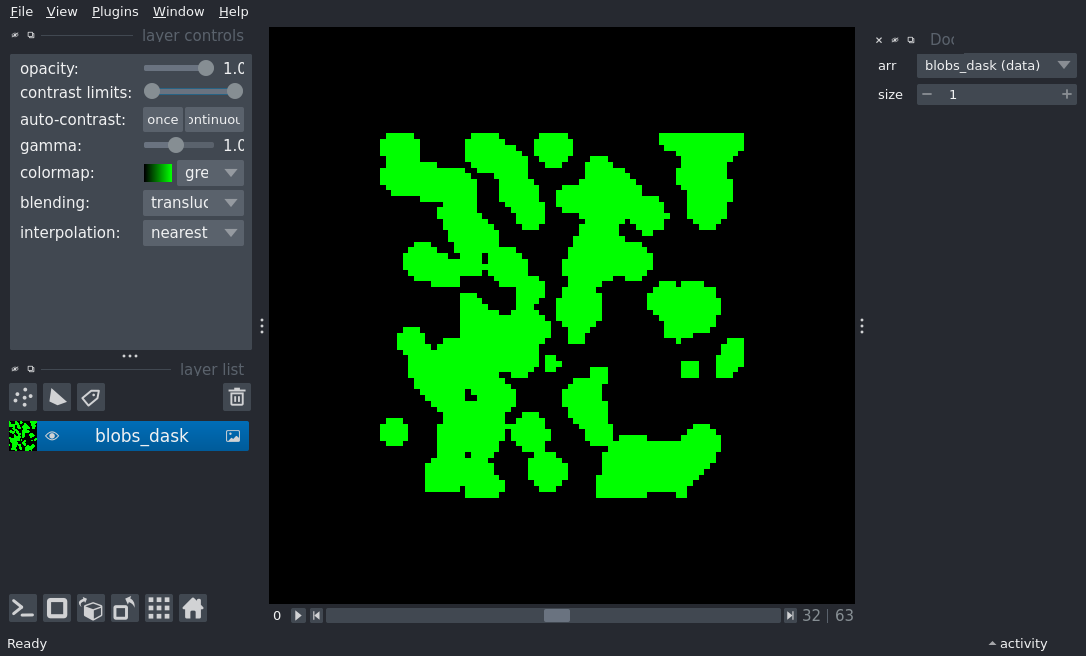 File View Plugins Window Help
layer controls
opacity: 1.0
contrast limits:
auto-contrast: once ontinuou
gamma: 1.0
colormap: gre
blending: transluc
interpolation: nearest
layer list
blobs_dask
Doc
arr blobs_dask (data)
size 1
0 32 | 63
Ready
activity